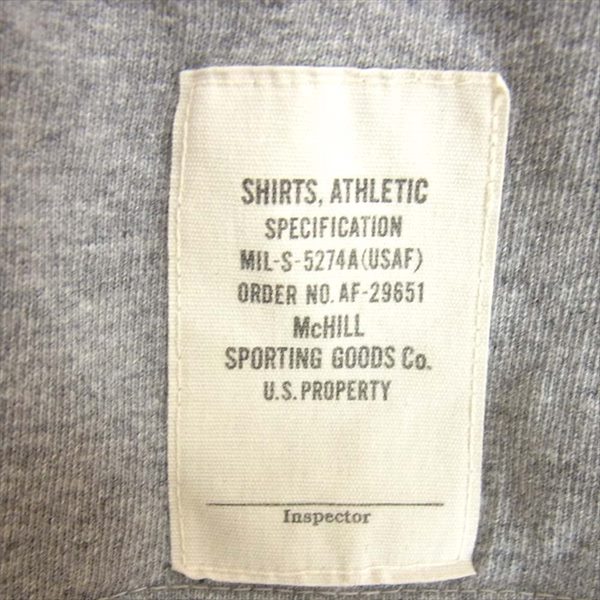 SHIRTS, ATHLETIC
SPECIFICATION
MIL-S-5274A(USAF)
ORDER NO. AF-29651
McHILL
SPORTING GOODS Co.
U.S. PROPERTY
Inspector